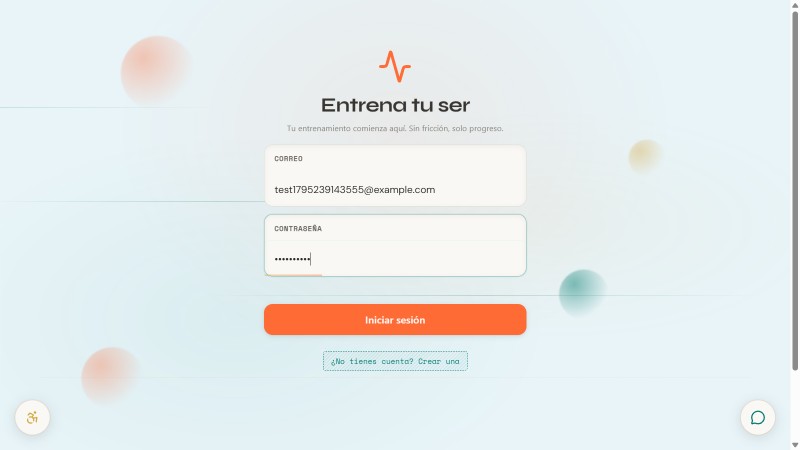 Entrena tu ser
Tu entrenamiento comienza aquí. Sin fricción, solo progreso.
CORREO
test1795239143555@example.com
CONTRASEÑA
••••••••••
Iniciar sesión
¿No tienes cuenta? Crear una